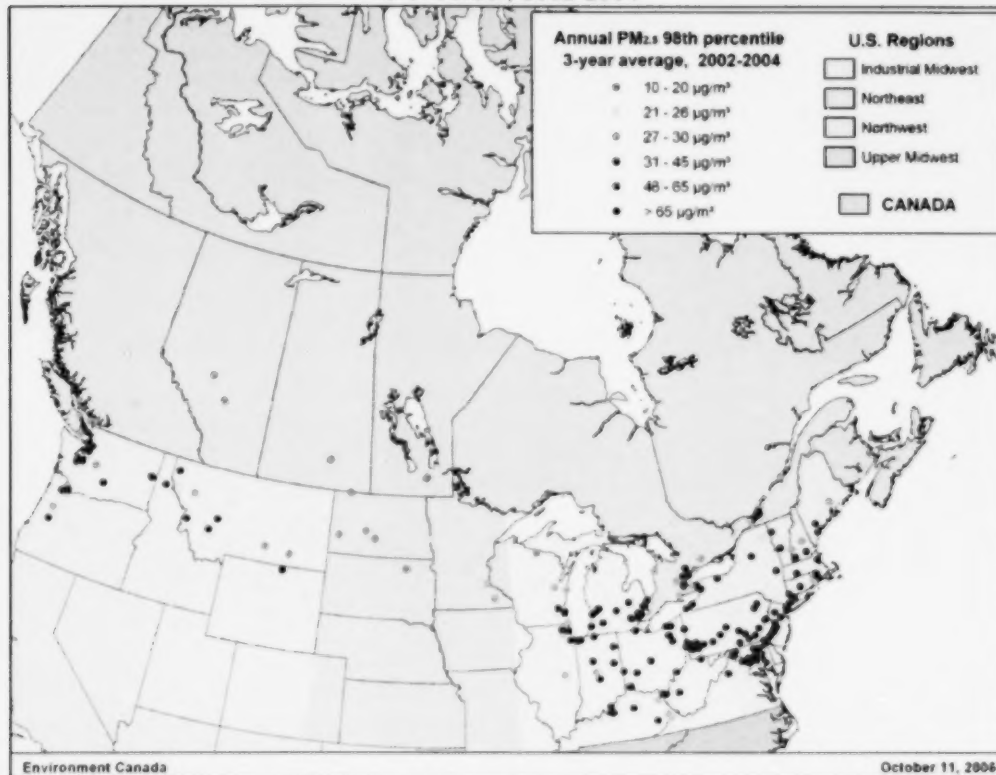 Annual PM2.5 98th percentile
3-year average, 2002-2004
10 - 20 µg/m³
21 - 26 µg/m³
27 - 30 µg/m³
31 - 45 µg/m³
46 - 65 µg/m³
> 65 µg/m³
U.S. Regions
Industrial Midwest
Northeast
Northwest
Upper Midwest
CANADA
Environment Canada
October 11, 2006